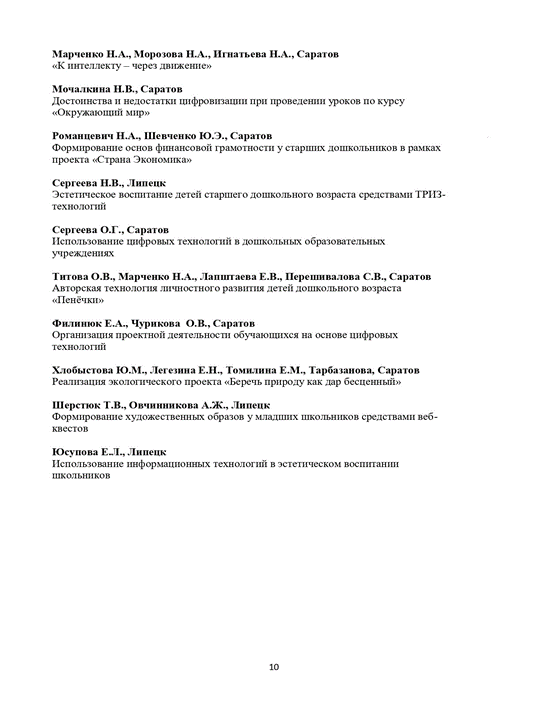 Марченко Н.А., Морозова Н.А., Игнатьева Н.А., Саратов
«К интеллекту – через движение»
Мочалкина Н.В., Саратов
Достоинства и недостатки цифровизации при проведении уроков по курсу
«Окружающий мир»
Романцевич Н.А., Шевченко Ю.Э., Саратов
Формирование основ финансовой грамотности у старших дошкольников в рамках
проекта «Страна Экономика»
Сергеева Н.В., Липецк
Эстетическое воспитание детей старшего дошкольного возраста средствами ТРИЗ-
технологий
Сергеева О.Г., Саратов
Использование цифровых технологий в дошкольных образовательных
учреждениях
Титова О.В., Марченко Н.А., Лапштаева Е.В., Перешивалова С.В., Саратов
Авторская технология личностного развития детей дошкольного возраста
«Пенёчки»
Филинюк Е.А., Чурикова О.В., Саратов
Организация проектной деятельности обучающихся на основе цифровых
технологий
Хлобыстова Ю.М., Легезина Е.Н., Томилина Е.М., Тарбазанова, Саратов
Реализация экологического проекта «Беречь природу как дар бесценный»
Шерстюк Т.В., Овчинникова А.Ж., Липецк
Формирование художественных образов у младших школьников средствами веб-
квестов
Юсупова Е.Л., Липецк
Использование информационных технологий в эстетическом воспитании
школьников
10